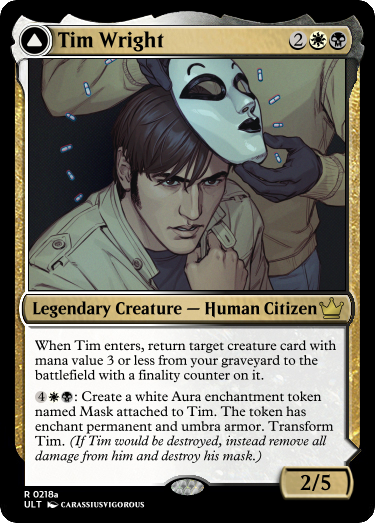 Tim Wright 2
Legendary Creature — Human Citizen
When Tim enters, return target creature card with
mana value 3 or less from your graveyard to the
battlefield with a finality counter on it.
4 : Create a white Aura enchantment token
named Mask attached to Tim. The token has
enchant permanent and umbra armor. Transform
Tim. (If Tim would be destroyed, instead remove all
damage from him and destroy his mask.)
2/5
R 0218a
ULT CARASSIUSVIGOROUS